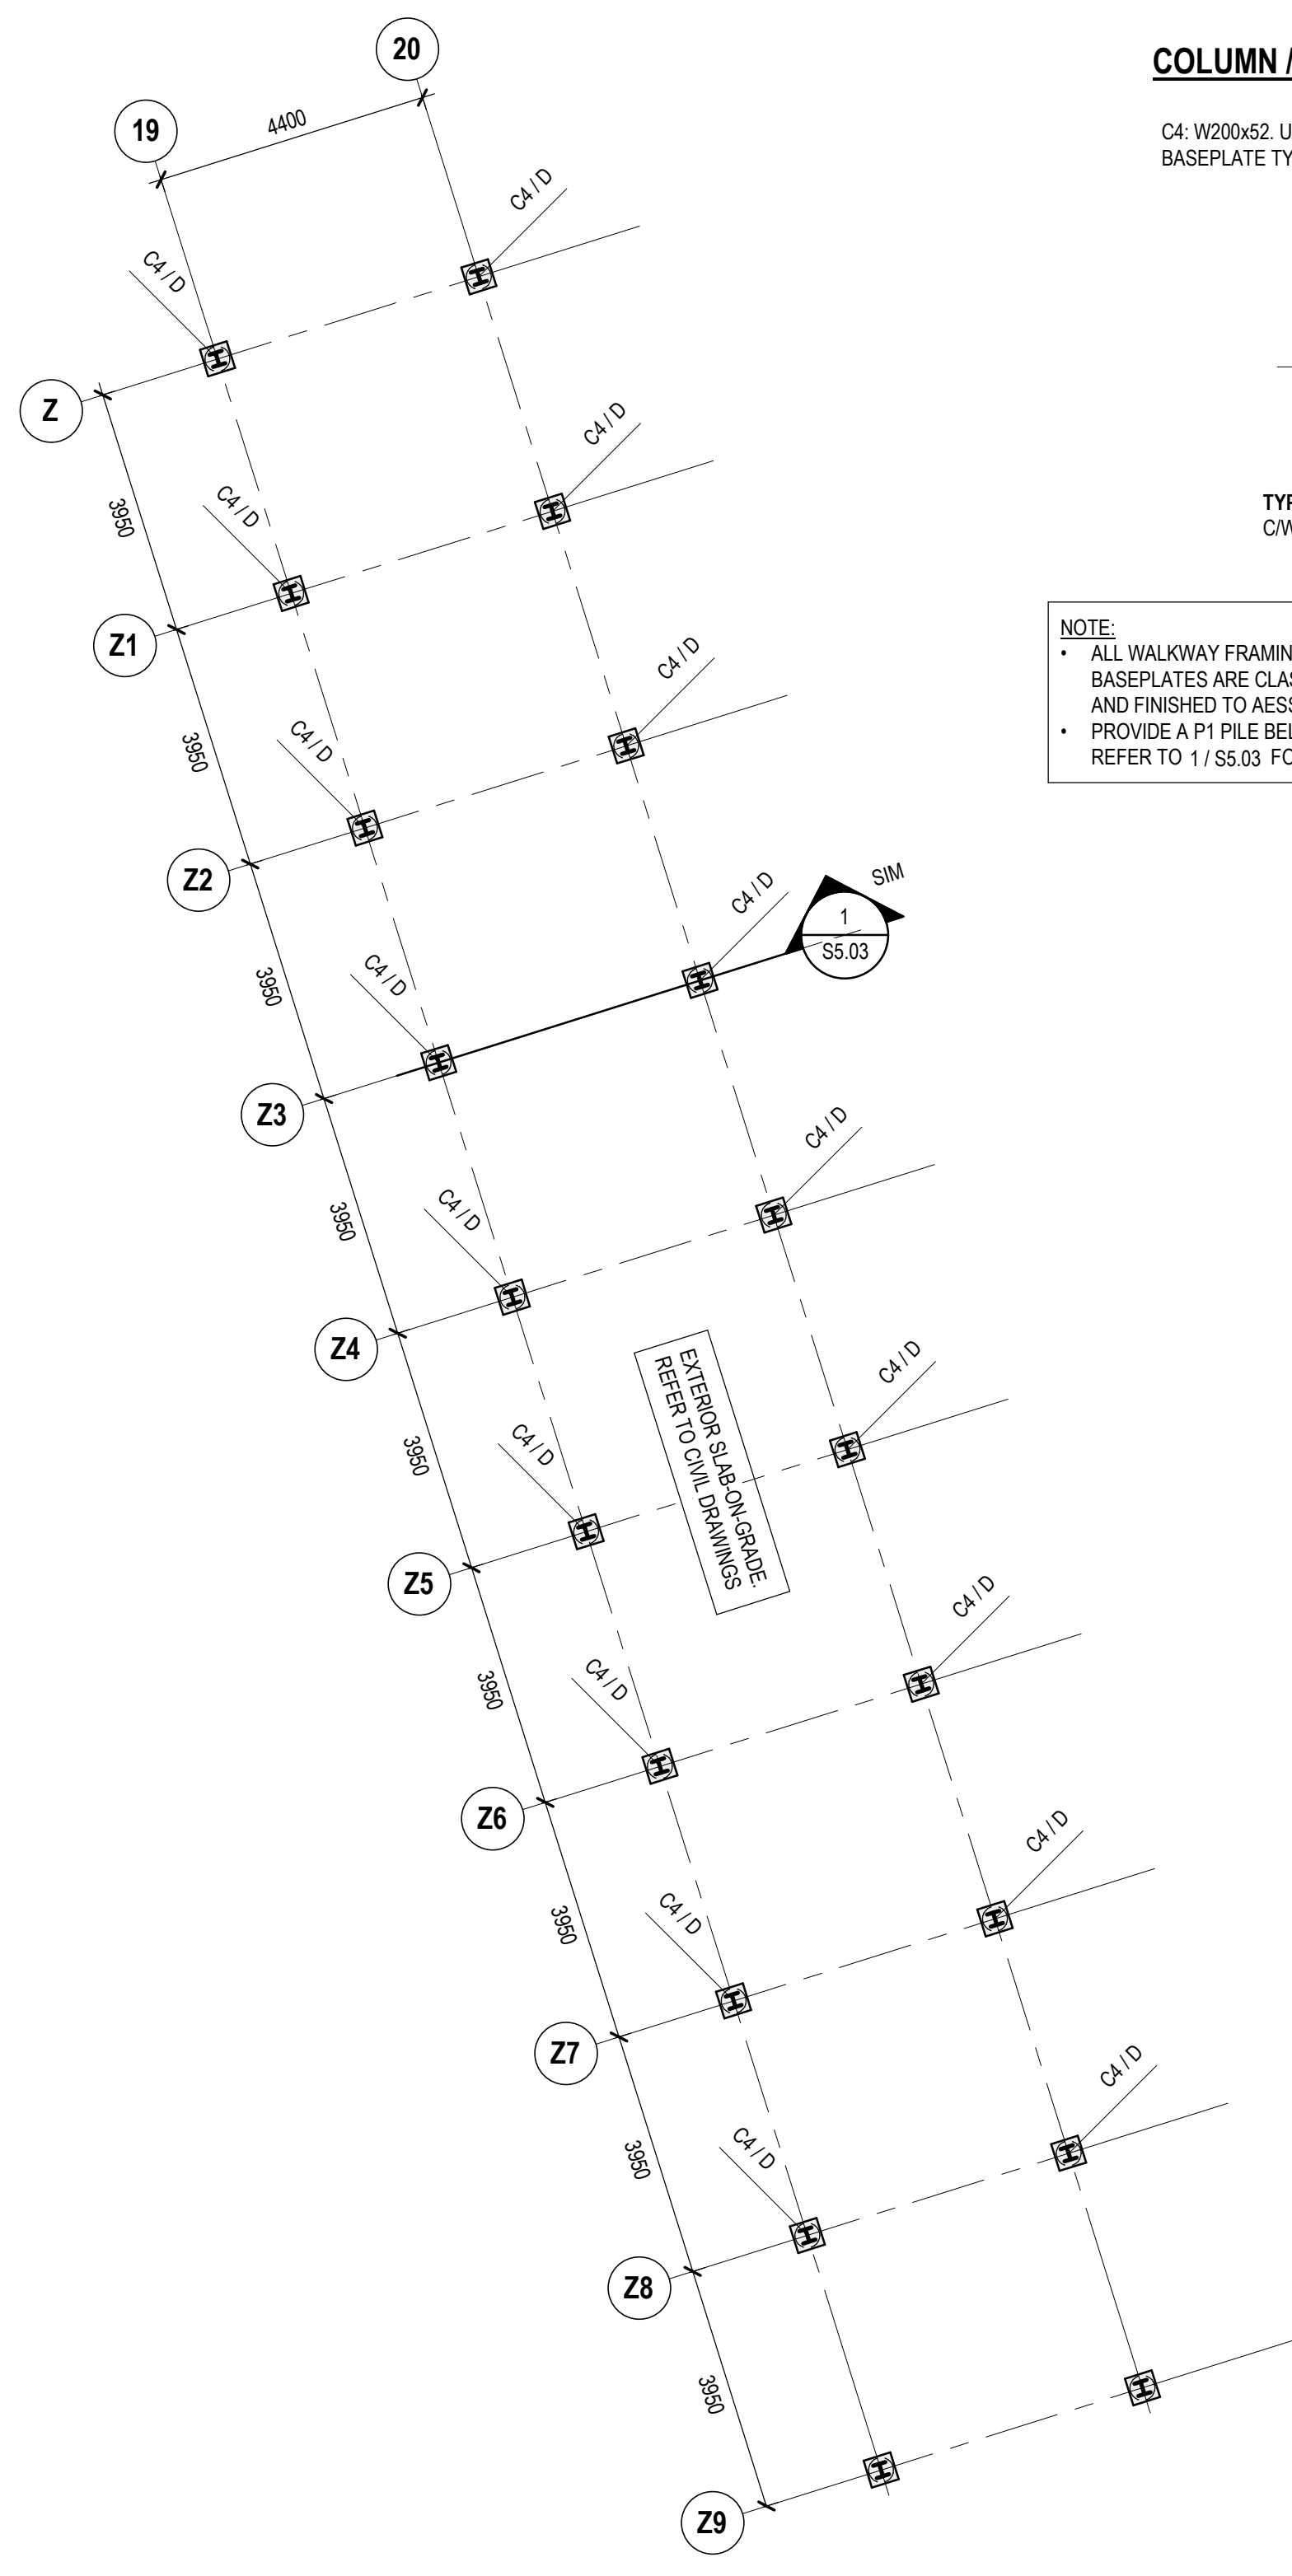 20
COLUMN /
19
4400
C4: W200x52. U
BASEPLATE TY
C4 / D
C4 / D
Z
C4 / D
3950
C4 / D
TYP
C/W
Z1
NOTE:
• ALL WALKWAY FRAMIN
BASEPLATES ARE CLAS
AND FINISHED TO AESS
• PROVIDE A P1 PILE BEL
REFER TO 1 / S5.03 FO
C4 / D
3950
C4 / D
Z2
C4 / D
SIM
1
S5.03
3950
C4 / D
Z3
C4 / D
3950
C4 / D
Z4
EXTERIOR SLAB-ON-GRADE.
REFER TO CIVIL DRAWINGS
C4 / D
3950
C4 / D
Z5
C4 / D
3950
C4 / D
Z6
C4 / D
3950
C4 / D
Z7
C4 / D
3950
C4 / D
Z8
3950
Z9